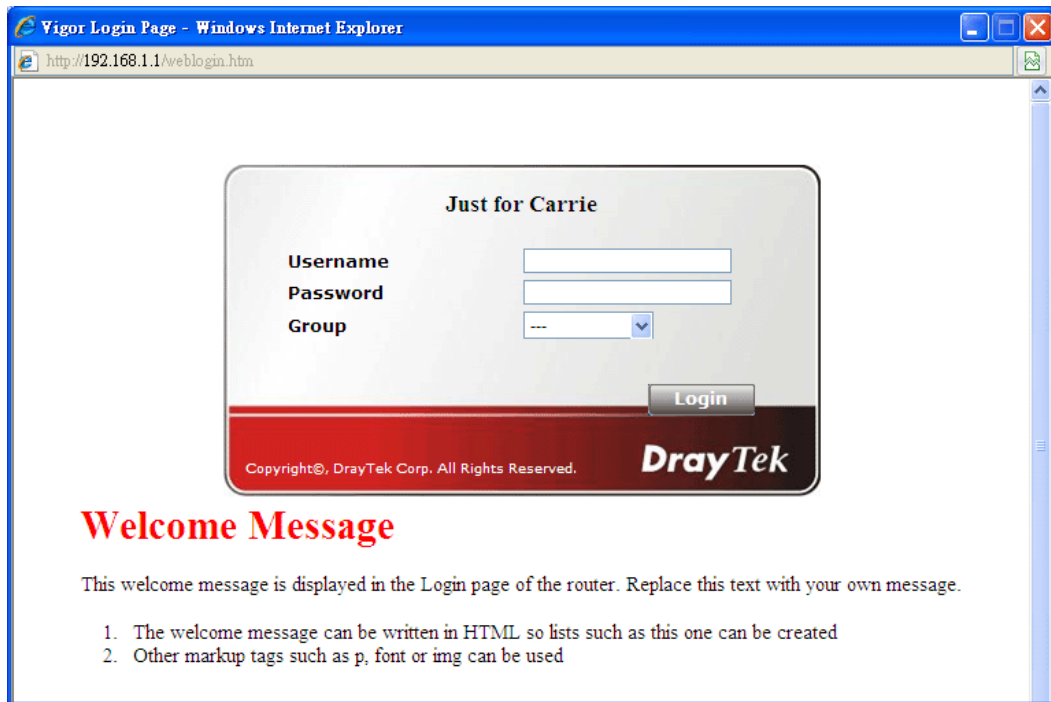 Vigor Login Page - Windows Internet Explorer
http://192.168.1.1/weblogin.htm
Just for Carrie
Username
Password
Group
---
Login
Copyright©, DrayTek Corp. All Rights Reserved.
DrayTek
Welcome Message
This welcome message is displayed in the Login page of the router. Replace this text with your own message.
1. The welcome message can be written in HTML so lists such as this one can be created
2. Other markup tags such as p, font or img can be used